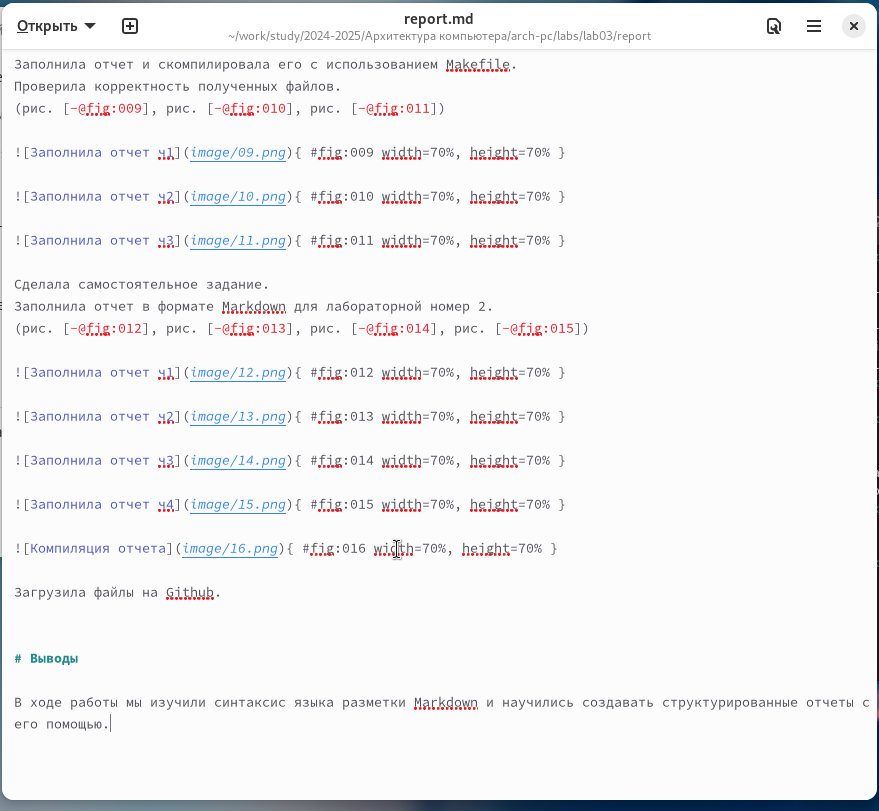 Открыть
report.md
~/work/study/2024-2025/Архитектура компьютера/arch-pc/labs/lab03/report
Заполнила отчет и скомпилировала его с использованием Makefile.
Проверила корректность полученных файлов.
(рис. [-@fig:009], рис. [-@fig:010], рис. [-@fig:011])
![Заполнила отчет ч1](image/09.png){ #fig:009 width=70%, height=70% }
![Заполнила отчет ч2](image/10.png){ #fig:010 width=70%, height=70% }
![Заполнила отчет ч3](image/11.png){ #fig:011 width=70%, height=70% }
Сделала самостоятельное задание.
Заполнила отчет в формате Markdown для лабораторной номер 2.
(рис. [-@fig:012], рис. [-@fig:013], рис. [-@fig:014], рис. [-@fig:015])
![Заполнила отчет ч1](image/12.png){ #fig:012 width=70%, height=70% }
![Заполнила отчет ч2](image/13.png){ #fig:013 width=70%, height=70% }
![Заполнила отчет ч3](image/14.png){ #fig:014 width=70%, height=70% }
![Заполнила отчет ч4](image/15.png){ #fig:015 width=70%, height=70% }
![Компиляция отчета](image/16.png){ #fig:016 width=70%, height=70% }
Загрузила файлы на Github.
# Выводы
В ходе работы мы изучили синтаксис языка разметки Markdown и научились создавать структурированные отчеты с
его помощью.